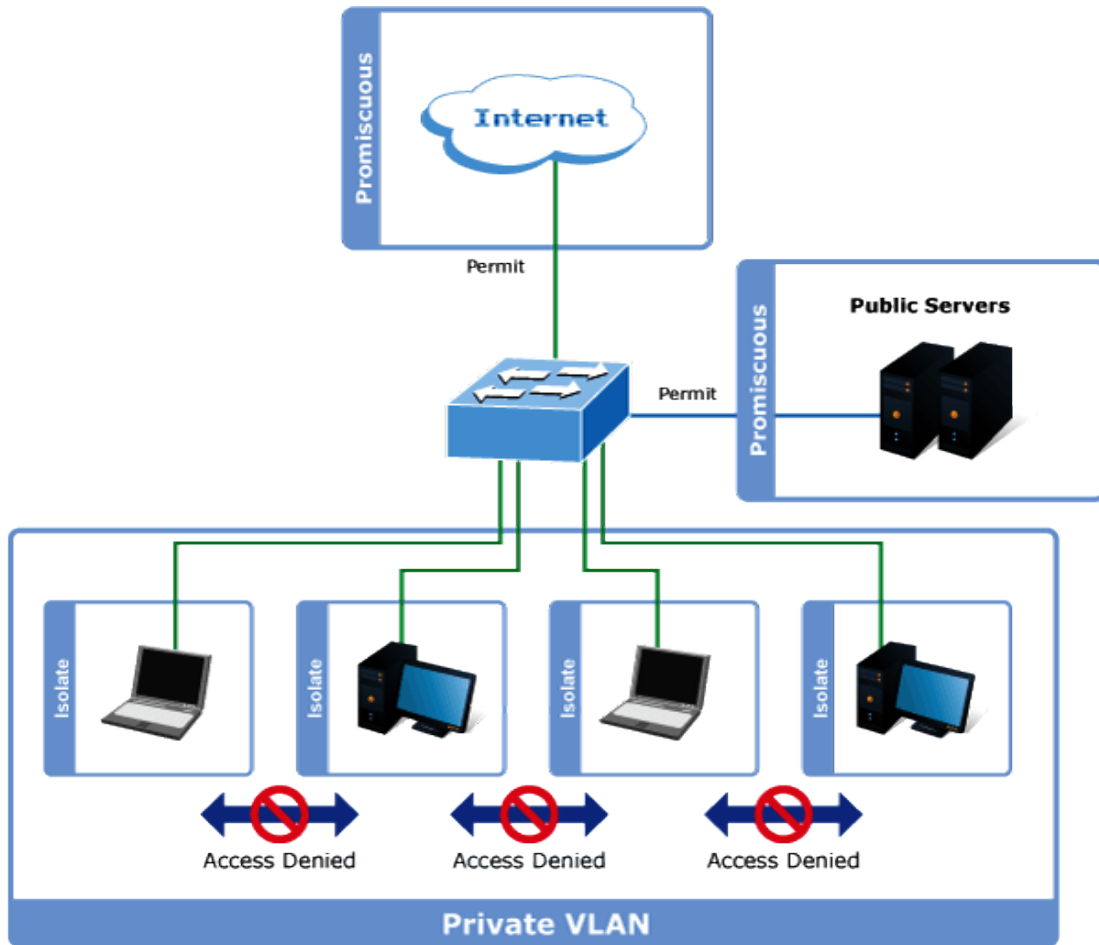 Promiscuous
Internet
Permit
Promiscuous
Public Servers
Permit
Isolate
Isolate
Isolate
Isolate
Access Denied
Access Denied
Access Denied
Private VLAN